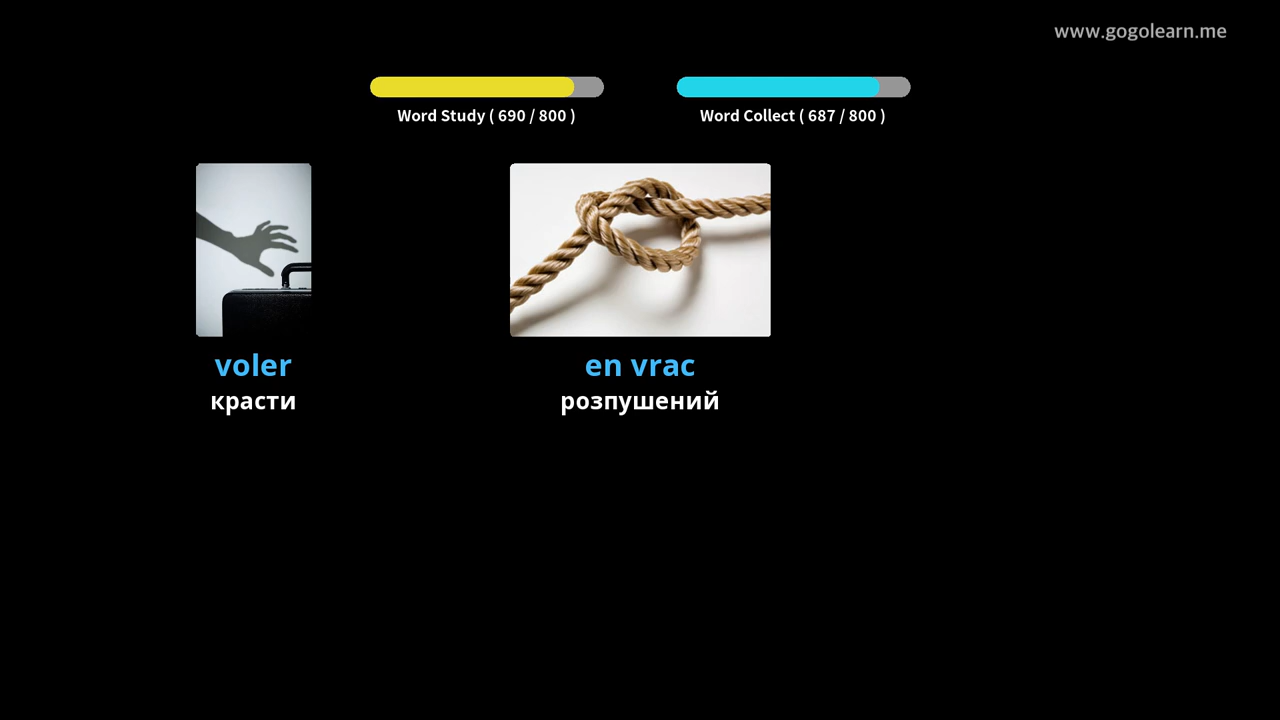 www.gogolearn.me
Word Study ( 690 / 800 )
Word Collect ( 687 / 800 )
voler
красти
en vrac
розпушений